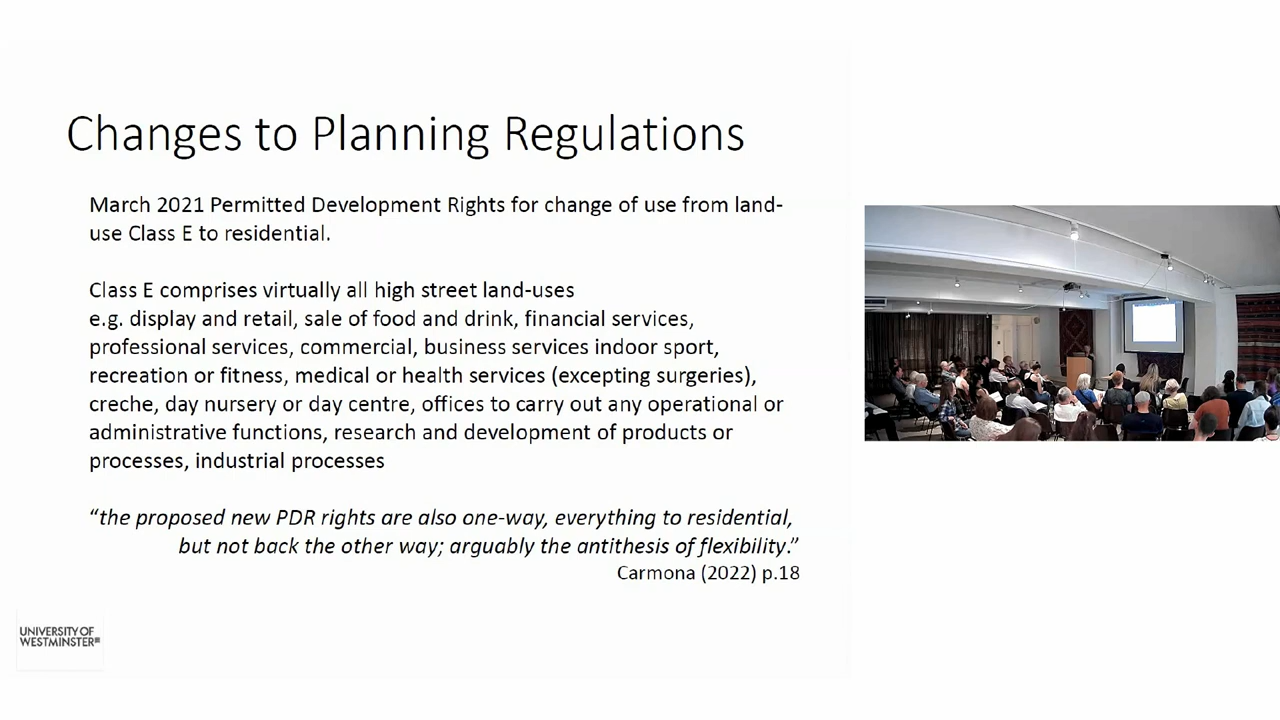 Changes to Planning Regulations
March 2021 Permitted Development Rights for change of use from land-
use Class E to residential.
Class E comprises virtually all high street land-uses
e.g. display and retail, sale of food and drink, financial services,
professional services, commercial, business services indoor sport,
recreation or fitness, medical or health services (excepting surgeries),
creche, day nursery or day centre, offices to carry out any operational or
administrative functions, research and development of products or
processes, industrial processes
“the proposed new PDR rights are also one-way, everything to residential,
but not back the other way; arguably the antithesis of flexibility.”
Carmona (2022) p.18
UNIVERSITY OF
WESTMINSTER